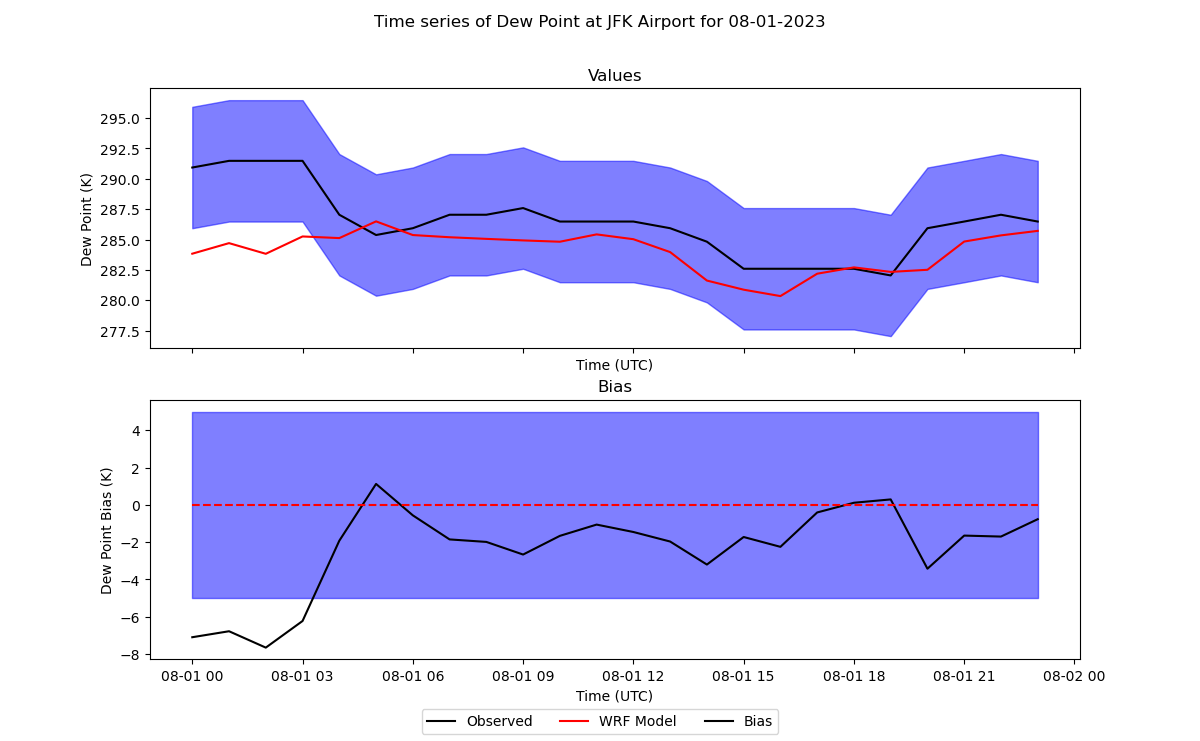 Time series of Dew Point at JFK Airport for 08-01-2023
Values
Dew Point (K)
295.0
292.5
290.0
287.5
285.0
282.5
280.0
277.5
Time (UTC)
Bias
Dew Point Bias (K)
4
2
0
−2
−4
−6
−8
08-01 00 08-01 03 08-01 06 08-01 09 08-01 12 08-01 15 08-01 18 08-01 21 08-02 00
Time (UTC)
Observed WRF Model Bias